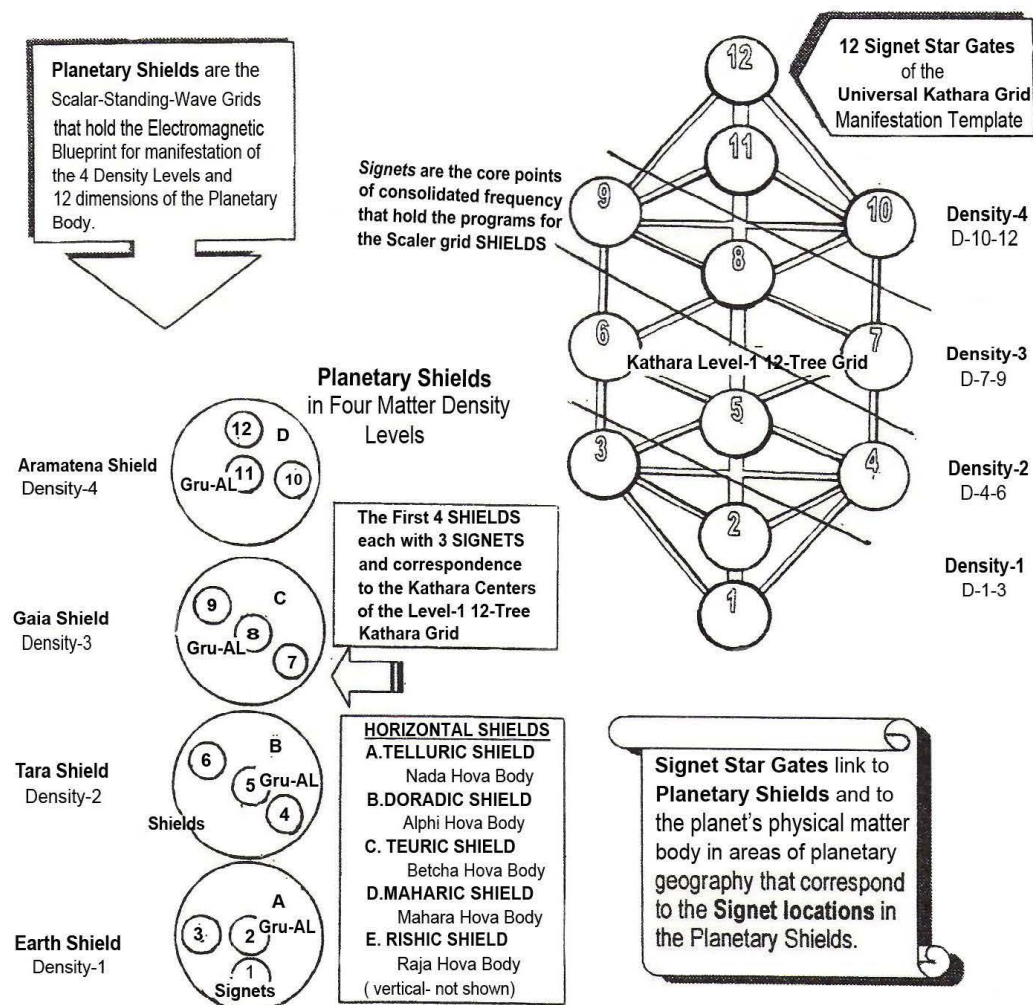 Planetary Shields are the
Scalar-Standing-Wave Grids
that hold the Electromagnetic
Blueprint for manifestation of
the 4 Density Levels and
12 dimensions of the Planetary
Body.
12 Signet Star Gates
of the
Universal Kathara Grid
Manifestation Template
Signets are the core points
of consolidated frequency
that hold the programs for
the Scaler grid SHIELDS
12
11
9
10
8
6
7
Kathara Level-1 12-Tree Grid
5
3
4
2
1
Density-4
D-10-12
Density-3
D-7-9
Density-2
D-4-6
Density-1
D-1-3
Planetary Shields
in Four Matter Density
Levels
Aramatena Shield
Density-4
12
D
Gru-AL
11
10
Gaia Shield
Density-3
9
C
Gru-AL
8
7
Tara Shield
Density-2
6
B
5
Gru-AL
4
Shields
Earth Shield
Density-1
A
3
2
Gru-AL
1
Signets
The First 4 SHIELDS
each with 3 SIGNETS
and correspondence
to the Kathara Centers
of the Level-1 12-Tree
Kathara Grid
HORIZONTAL SHIELDS
A.TELLURIC SHIELD
Nada Hova Body
B.DORADIC SHIELD
Alphi Hova Body
C. TEURIC SHIELD
Betcha Hova Body
D.MAHARIC SHIELD
Mahara Hova Body
E. RISHIC SHIELD
Raja Hova Body
( vertical- not shown)
Signet Star Gates link to
Planetary Shields and to
the planet's physical matter
body in areas of planetary
geography that correspond
to the Signet locations in
the Planetary Shields.